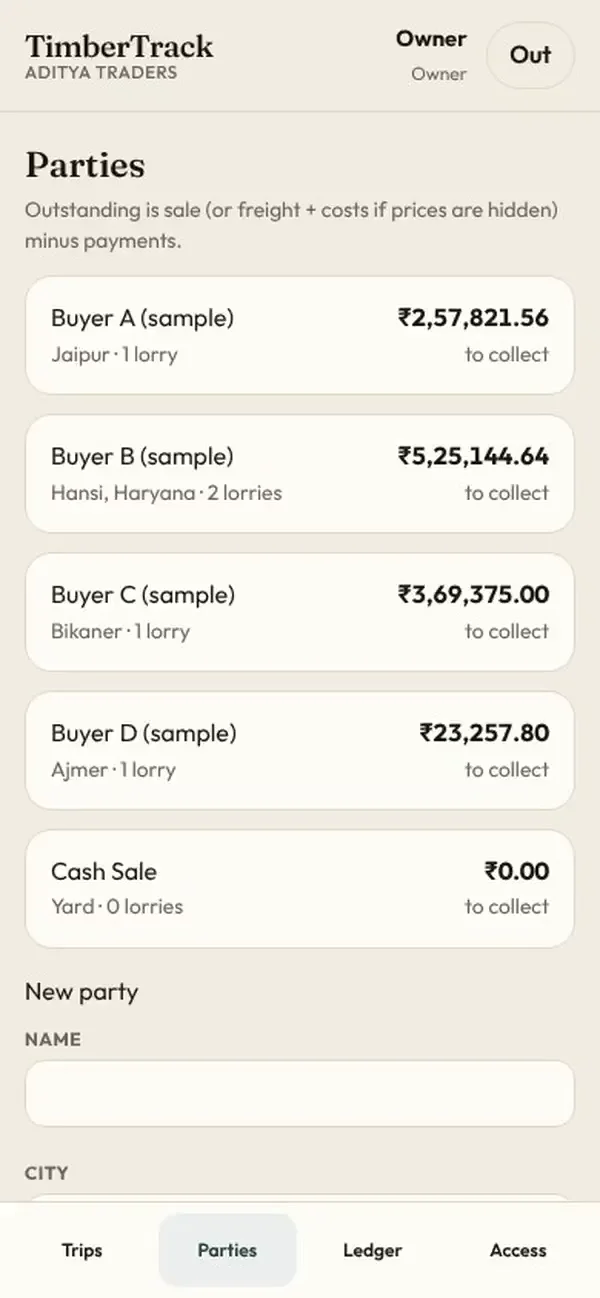 TimberTrack
ADITYA TRADERS
Owner
Owner
Out
Parties
Outstanding is sale (or freight + costs if prices are hidden)
minus payments.
Buyer A (sample)
₹2,57,821.56
Jaipur · 1 lorry
to collect
Buyer B (sample)
₹5,25,144.64
Hansi, Haryana · 2 lorries
to collect
Buyer C (sample)
₹3,69,375.00
Bikaner · 1 lorry
to collect
Buyer D (sample)
₹23,257.80
Ajmer · 1 lorry
to collect
Cash Sale
₹0.00
Yard · 0 lorries
to collect
New party
NAME
CITY
Trips
Parties
Ledger
Access